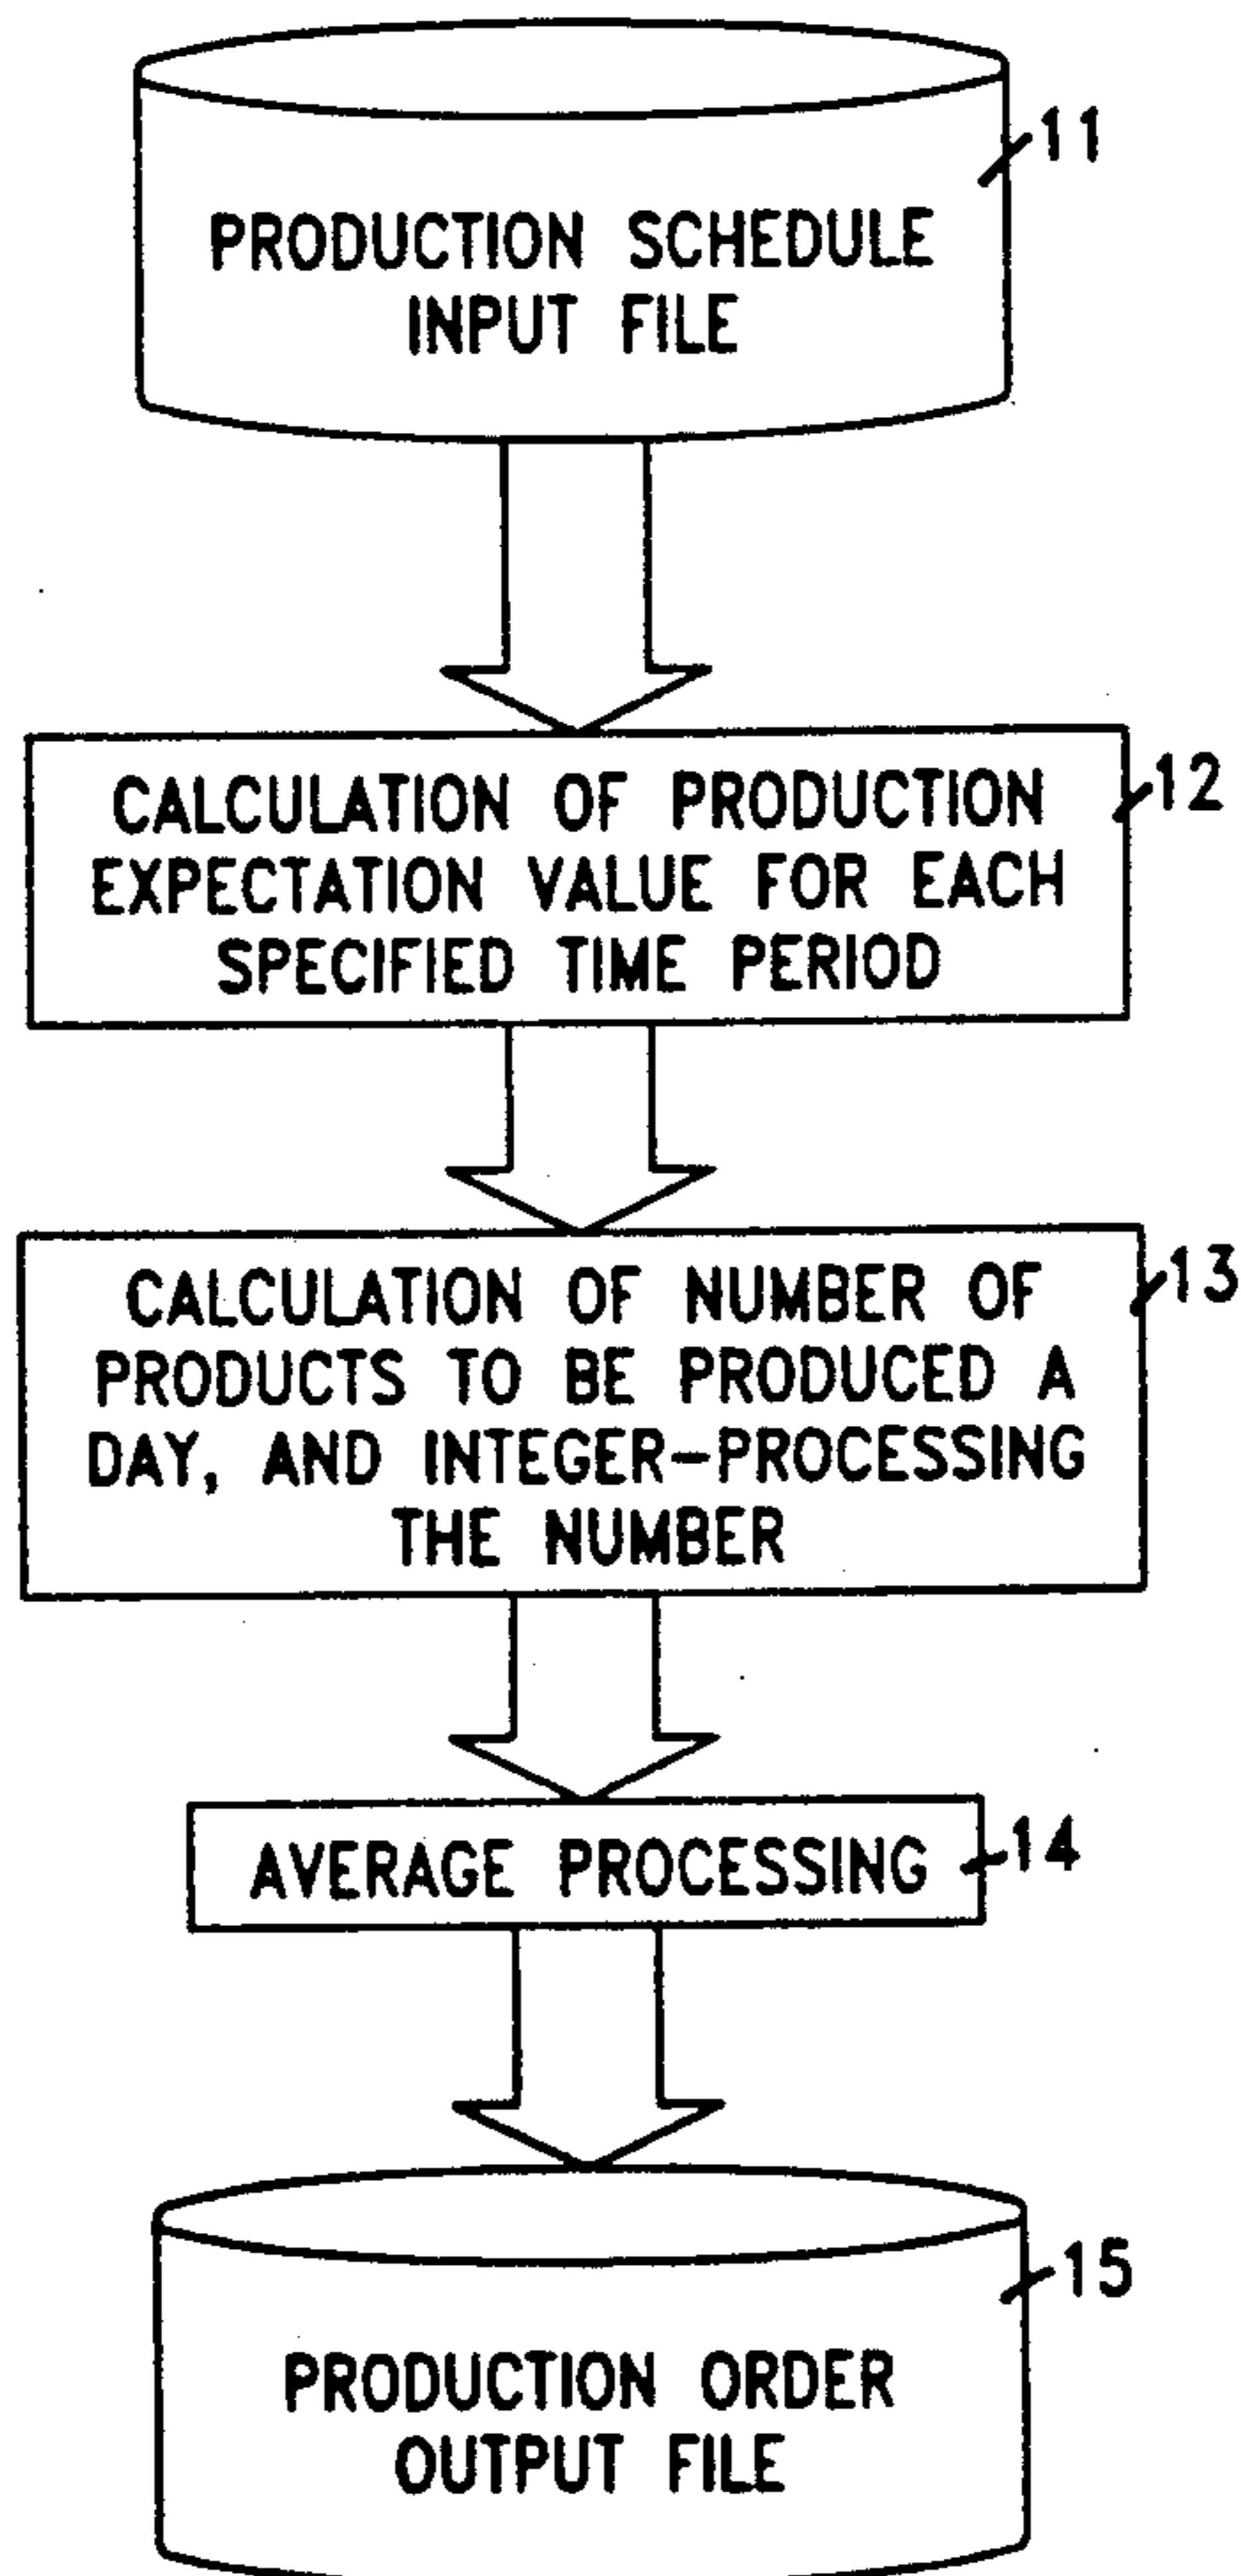 11
PRODUCTION SCHEDULE
INPUT FILE
12
CALCULATION OF PRODUCTION
EXPECTATION VALUE FOR EACH
SPECIFIED TIME PERIOD
13
CALCULATION OF NUMBER OF
PRODUCTS TO BE PRODUCED A
DAY, AND INTEGER-PROCESSING
THE NUMBER
14
AVERAGE PROCESSING
15
PRODUCTION ORDER
OUTPUT FILE